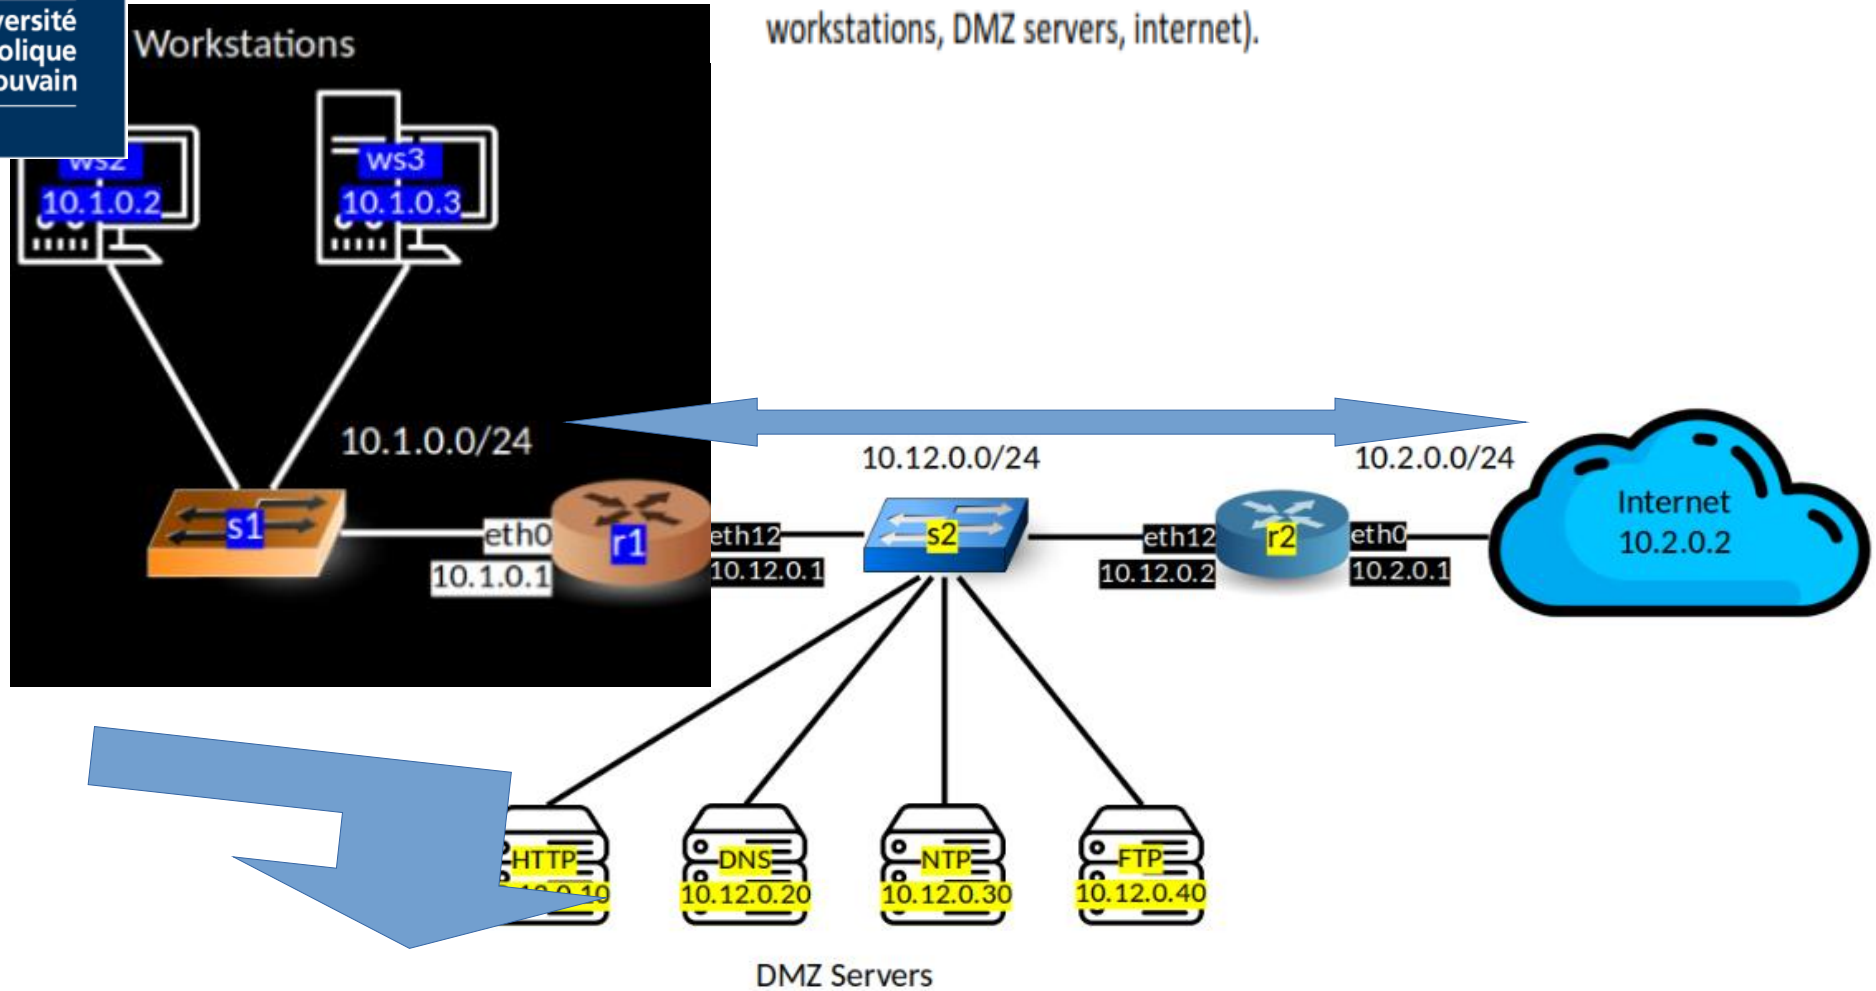 versité
olique
ouvain
workstations, DMZ servers, internet).
Workstations
ws2
10.1.0.2
ws3
10.1.0.3
10.1.0.0/24
10.12.0.0/24
10.2.0.0/24
s1
eth0
10.1.0.1
r1
eth12
10.12.0.1
s2
eth12
10.12.0.2
r2
eth0
10.2.0.1
Internet
10.2.0.2
HTTP
DNS
10.12.0.20
NTP
10.12.0.30
FTP
10.12.0.40
DMZ Servers